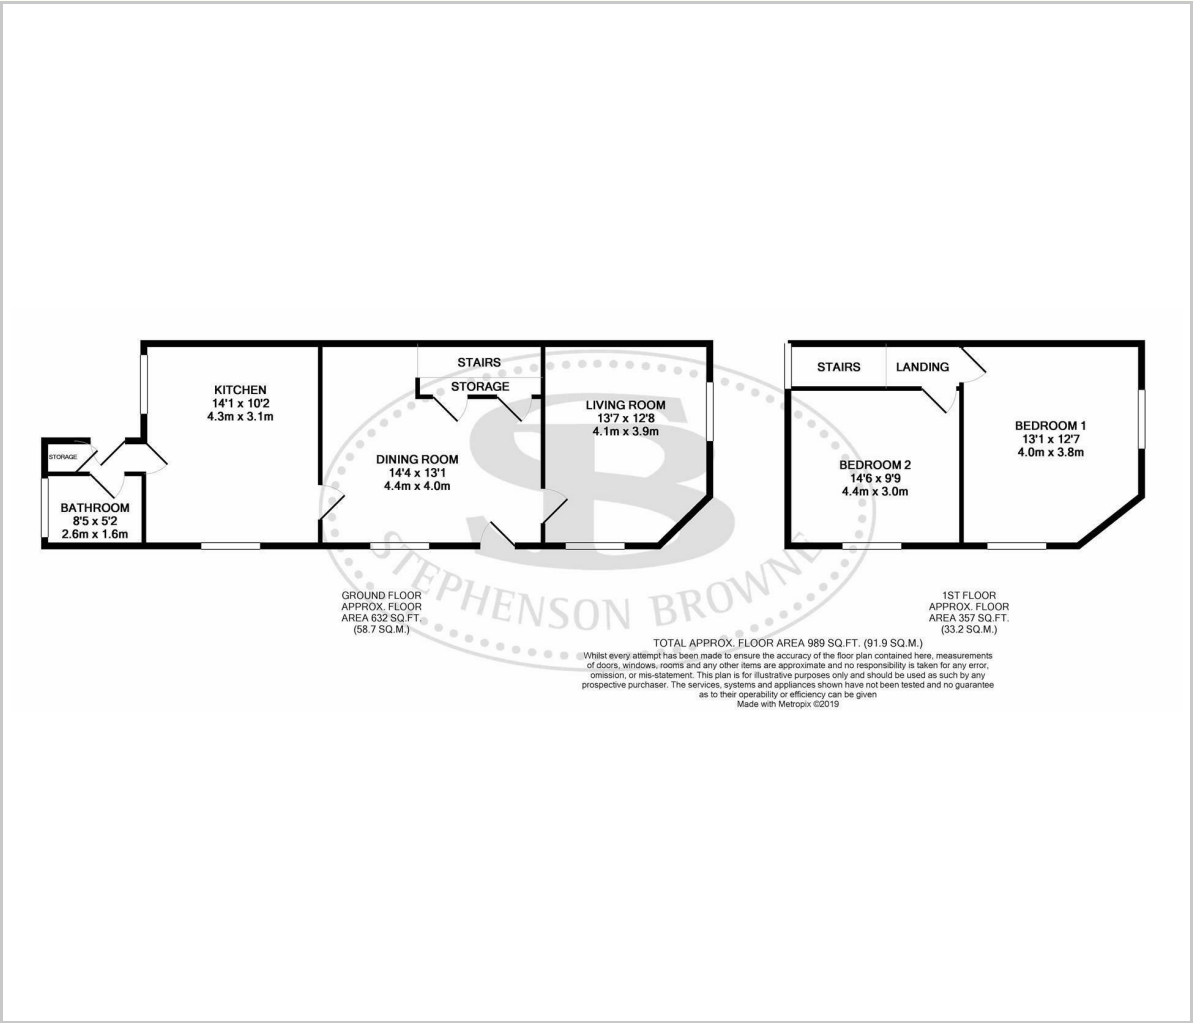 STAIRS
STORAGE
KITCHEN
14'1 x 10'2
4.3m x 3.1m
LIVING ROOM
13'7 x 12'8
4.1m x 3.9m
STORAGE
DINING ROOM
14'4 x 13'1
4.4m x 4.0m
BATHROOM
8'5 x 5'2
2.6m x 1.6m
STAIRS
LANDING
BEDROOM 1
13'1 x 12'7
4.0m x 3.8m
BEDROOM 2
14'6 x 9'9
4.4m x 3.0m
SB
STEPHENSON BROWNE
GROUND FLOOR
APPROX. FLOOR
AREA 632 SQ.FT.
(58.7 SQ.M.)
1ST FLOOR
APPROX. FLOOR
AREA 357 SQ.FT.
(33.2 SQ.M.)
TOTAL APPROX. FLOOR AREA 989 SQ.FT. (91.9 SQ.M.)
Whilst every attempt has been made to ensure the accuracy of the floor plan contained here, measurements
of doors, windows, rooms and any other items are approximate and no responsibility is taken for any error,
omission, or mis-statement. This plan is for illustrative purposes only and should be used as such by any
prospective purchaser. The services, systems and appliances shown have not been tested and no guarantee
as to their operability or efficiency can be given
Made with Metropix ©2019